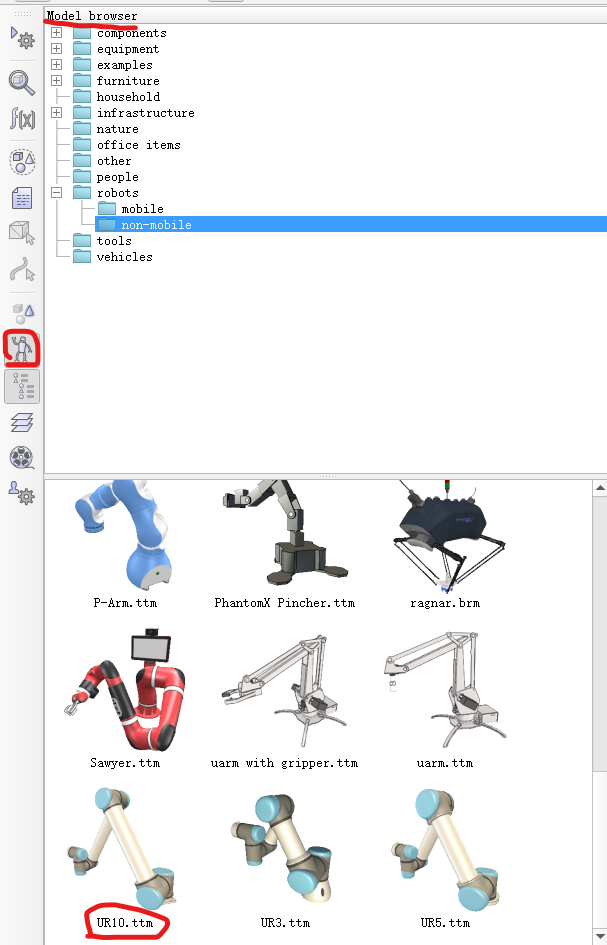 Model browser
components
equipment
examples
furniture
household
infrastructure
nature
office items
other
people
robots
mobile
non-mobile
tools
vehicles
f(x)
P-Arm.ttm PhantomX Pincher.ttm ragnar.brm
Sawyer.ttm uarm with gripper.ttm uarm.ttm
UR10.ttm UR3.ttm UR5.ttm